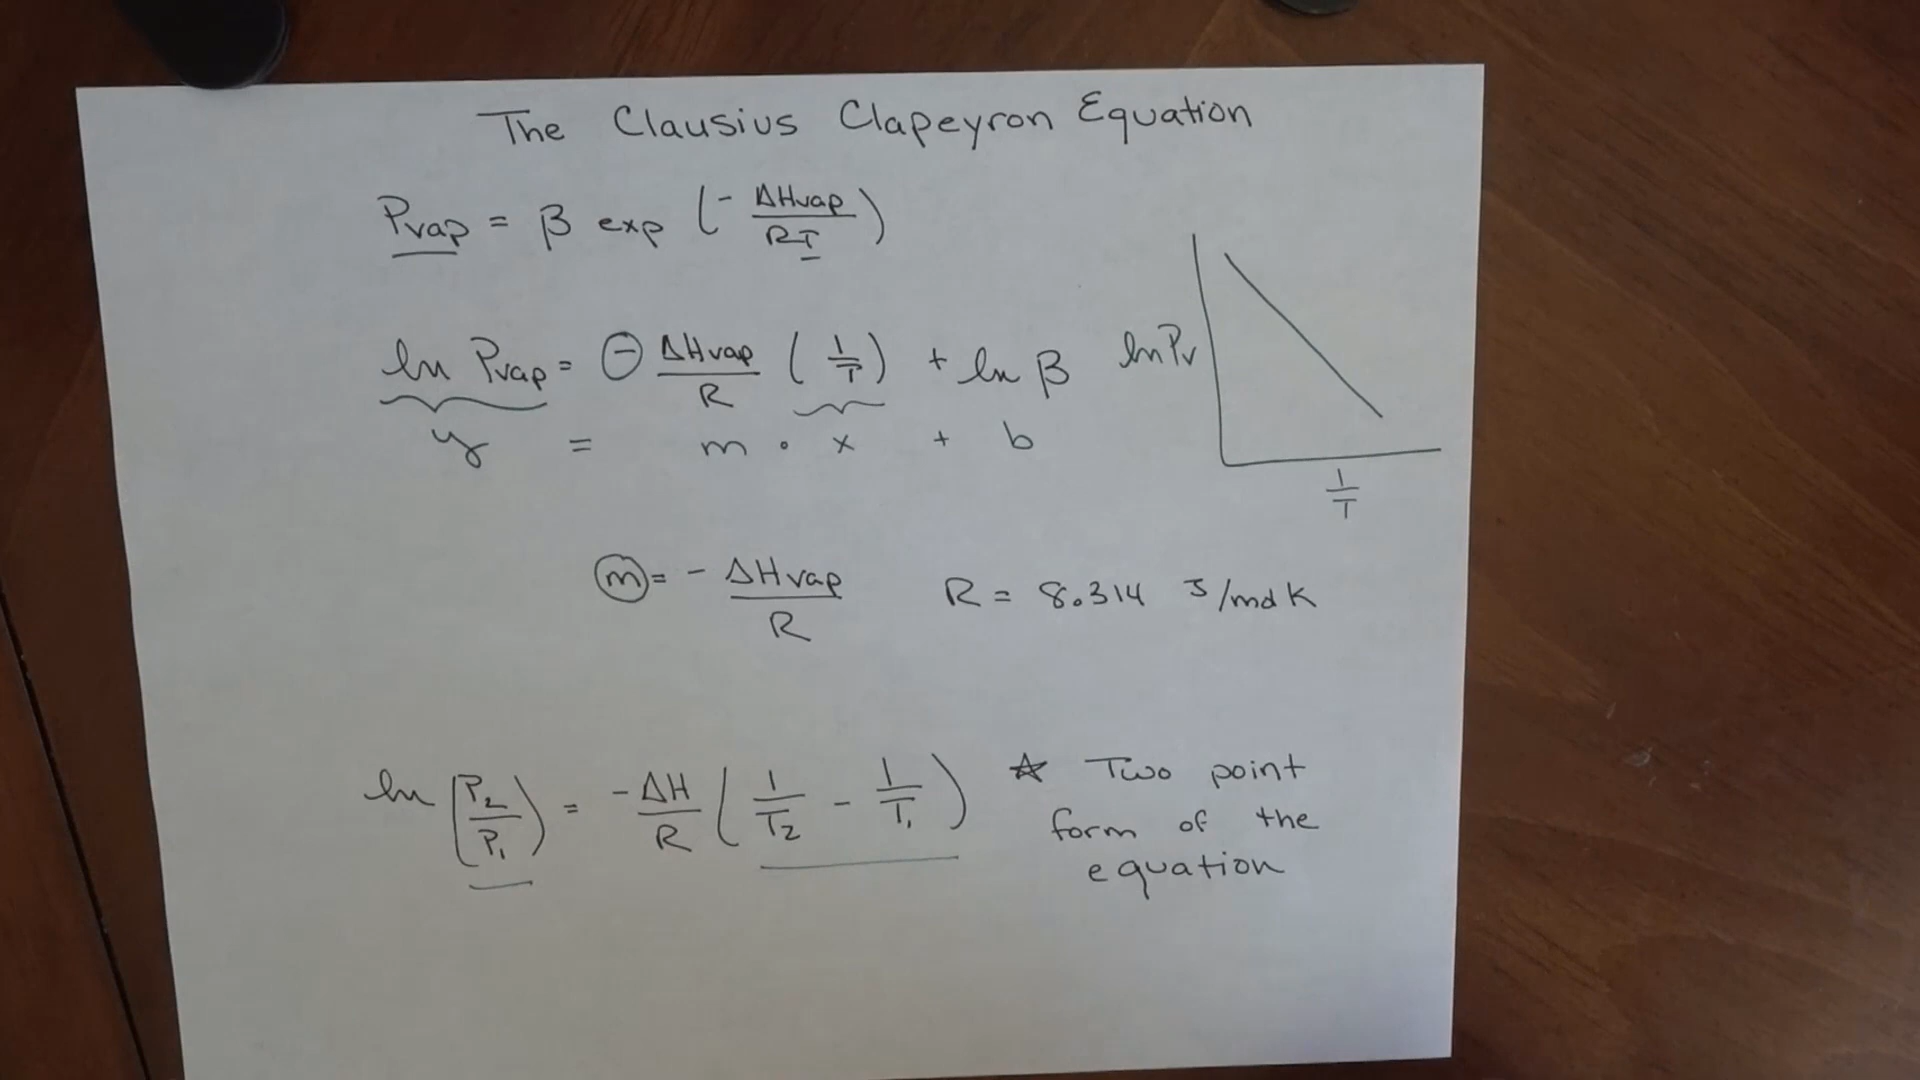 The Clausius Clapeyron Equation
Pvap = β exp (- ΔHvap / RT)
ln Pvap = - ΔHvap / R (1/T) + ln β
y = m • x + b
ln Pv
1/T
m = - ΔHvap / R
R = 8.314 J/mol K
ln (P₂/P₁) = -ΔH/R (1/T₂ - 1/T₁)
☆ Two point
form of the
equation